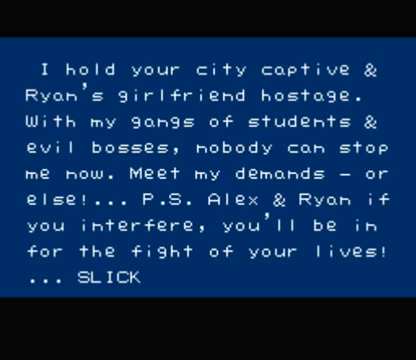 I hold your city captive &
Ryan's girlfriend hostage.
With my gangs of students &
evil bosses, nobody can stop
me now. Meet my demands - or
else!... P.S. Alex & Ryan if
you interfere, you'll be in
for the fight of your lives!
... SLICK